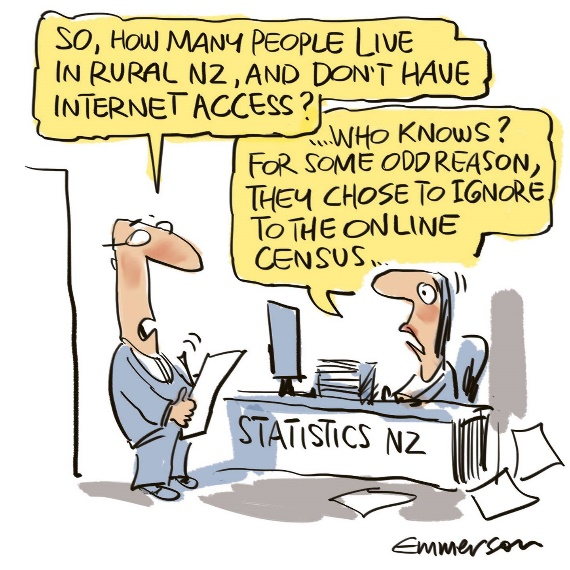 SO, HOW MANY PEOPLE LIVE
IN RURAL NZ, AND DON'T HAVE
INTERNET ACCESS?
....WHO KNOWS?
FOR SOME ODD REASON,
THEY CHOSE TO IGNORE
TO THE ONLINE
CENSUS...
STATISTICS NZ
Emmerson